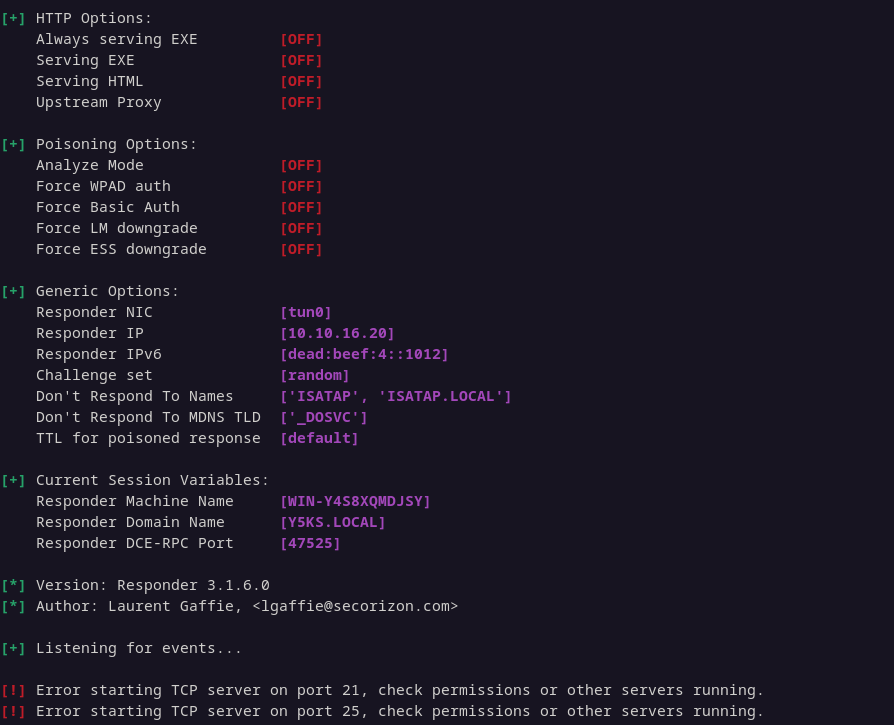 [+] HTTP Options:
    Always serving EXE         [OFF]
    Serving EXE                [OFF]
    Serving HTML               [OFF]
    Upstream Proxy             [OFF]

[+] Poisoning Options:
    Analyze Mode               [OFF]
    Force WPAD auth            [OFF]
    Force Basic Auth           [OFF]
    Force LM downgrade         [OFF]
    Force ESS downgrade        [OFF]

[+] Generic Options:
    Responder NIC              [tun0]
    Responder IP               [10.10.16.20]
    Responder IPv6             [dead:beef:4::1012]
    Challenge set              [random]
    Don't Respond To Names     ['ISATAP', 'ISATAP.LOCAL']
    Don't Respond To MDNS TLD  ['_DOSVC']
    TTL for poisoned response  [default]

[+] Current Session Variables:
    Responder Machine Name     [WIN-Y4S8XQMDJSY]
    Responder Domain Name      [Y5KS.LOCAL]
    Responder DCE-RPC Port     [47525]

[*] Version: Responder 3.1.6.0
[*] Author: Laurent Gaffie, <lgaffie@secorizon.com>

[+] Listening for events...

[!] Error starting TCP server on port 21, check permissions or other servers running.
[!] Error starting TCP server on port 25, check permissions or other servers running.